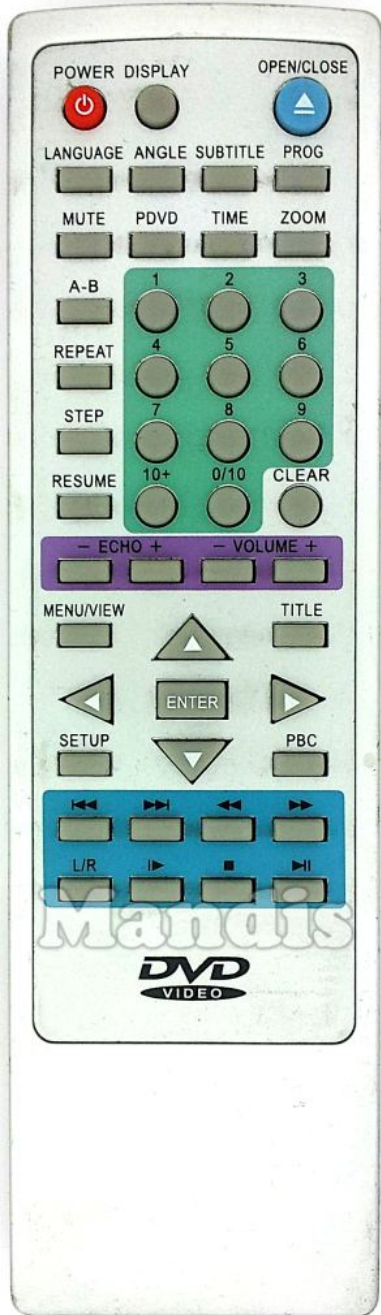 POWER DISPLAY OPEN/CLOSE
LANGUAGE ANGLE SUBTITLE PROG
MUTE PDVD TIME ZOOM
A-B 1 2 3
REPEAT 4 5 6
STEP 7 8 9
RESUME 10+ 0/10 CLEAR
- ECHO + - VOLUME +
MENU/VIEW TITLE
ENTER
SETUP PBC
L/R
Mandis
DVD
VIDEO